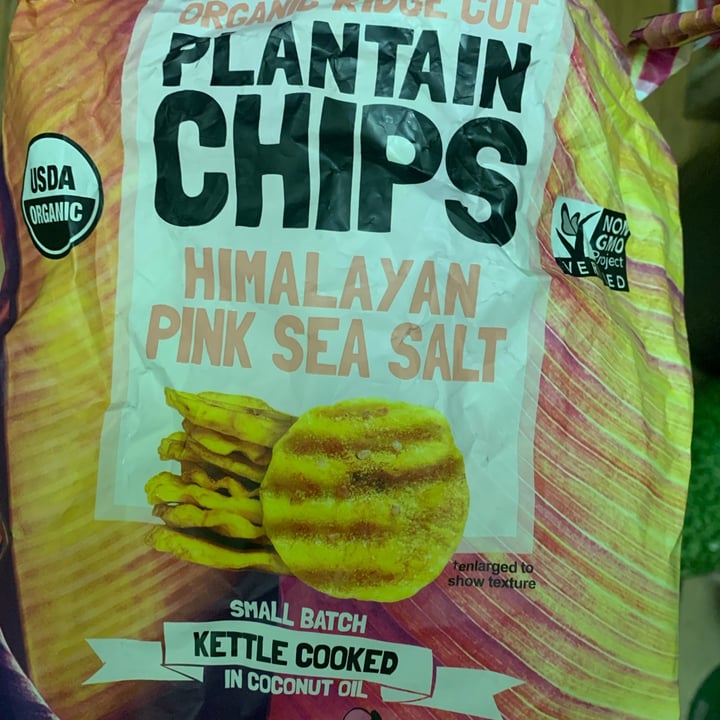 ORGANIC RIDGE CUT
PLANTAIN
CHIPS
USDA
ORGANIC
NON
GMO
Project
VERIFIED
HIMALAYAN
PINK SEA SALT
*enlarged to
show texture
SMALL BATCH
KETTLE COOKED
IN COCONUT OIL